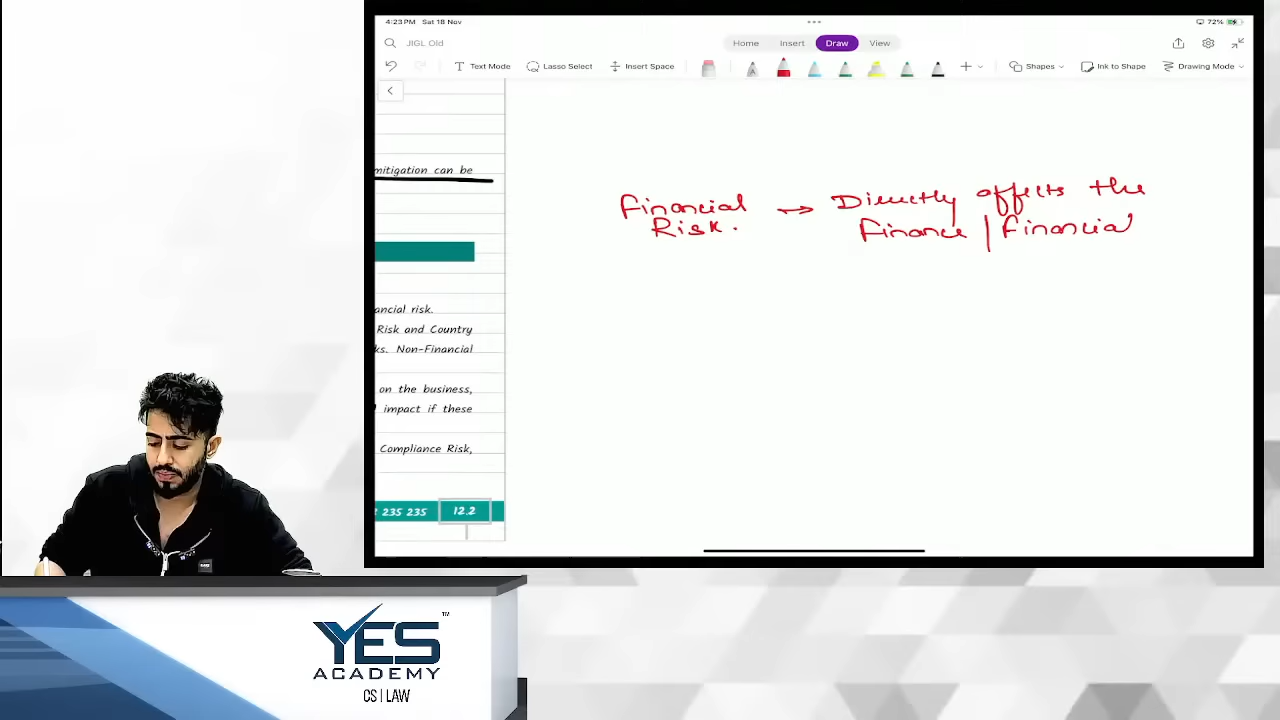 4:23 PM Sat 18 Nov
72%
JIGL Old
Home Insert Draw View
Text Mode Lasso Select Insert Space Shapes Ink to Shape Drawing Mode
mitigation can be
Financial → Directly affects the
Risk. Finance | Financial
ancial risk.
Risk and Country
ks. Non-Financial
on the business,
impact if these
Compliance Risk,
235 235 12.2
YES
ACADEMY
CS | LAW
TM